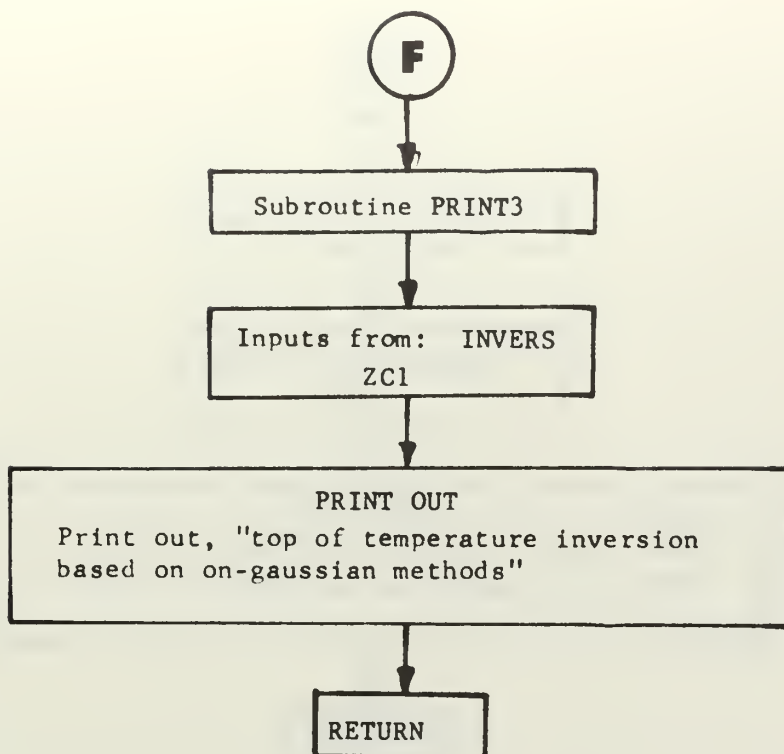 F
Subroutine PRINT3
Inputs from: INVERS
ZC1
PRINT OUT
Print out, "top of temperature inversion
based on on-gaussian methods"
RETURN